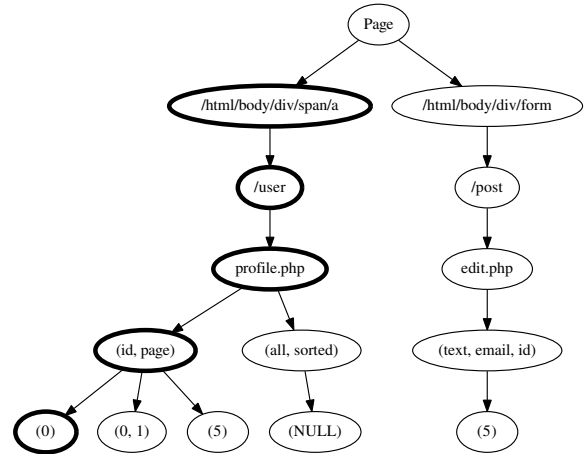 Page
/html/body/div/span/a
/html/body/div/form
/user
/post
profile.php
edit.php
(id, page)
(all, sorted)
(text, email, id)
(0)
(0, 1)
(5)
(NULL)
(5)